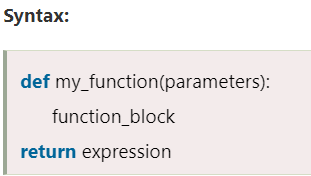 Syntax:
def my_function(parameters):
function_block
return expression